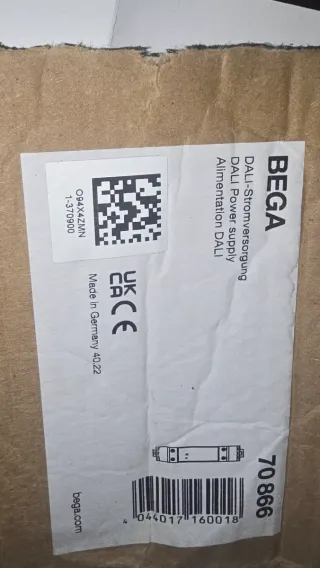 BEGA
70 866
DALI-Stromversorgung
DALI Power supply
Alimentation DALI
O94X4ZMN
1-370900
UK
CA CE
Made in Germany 40.22
4 044017 160018
bega.com